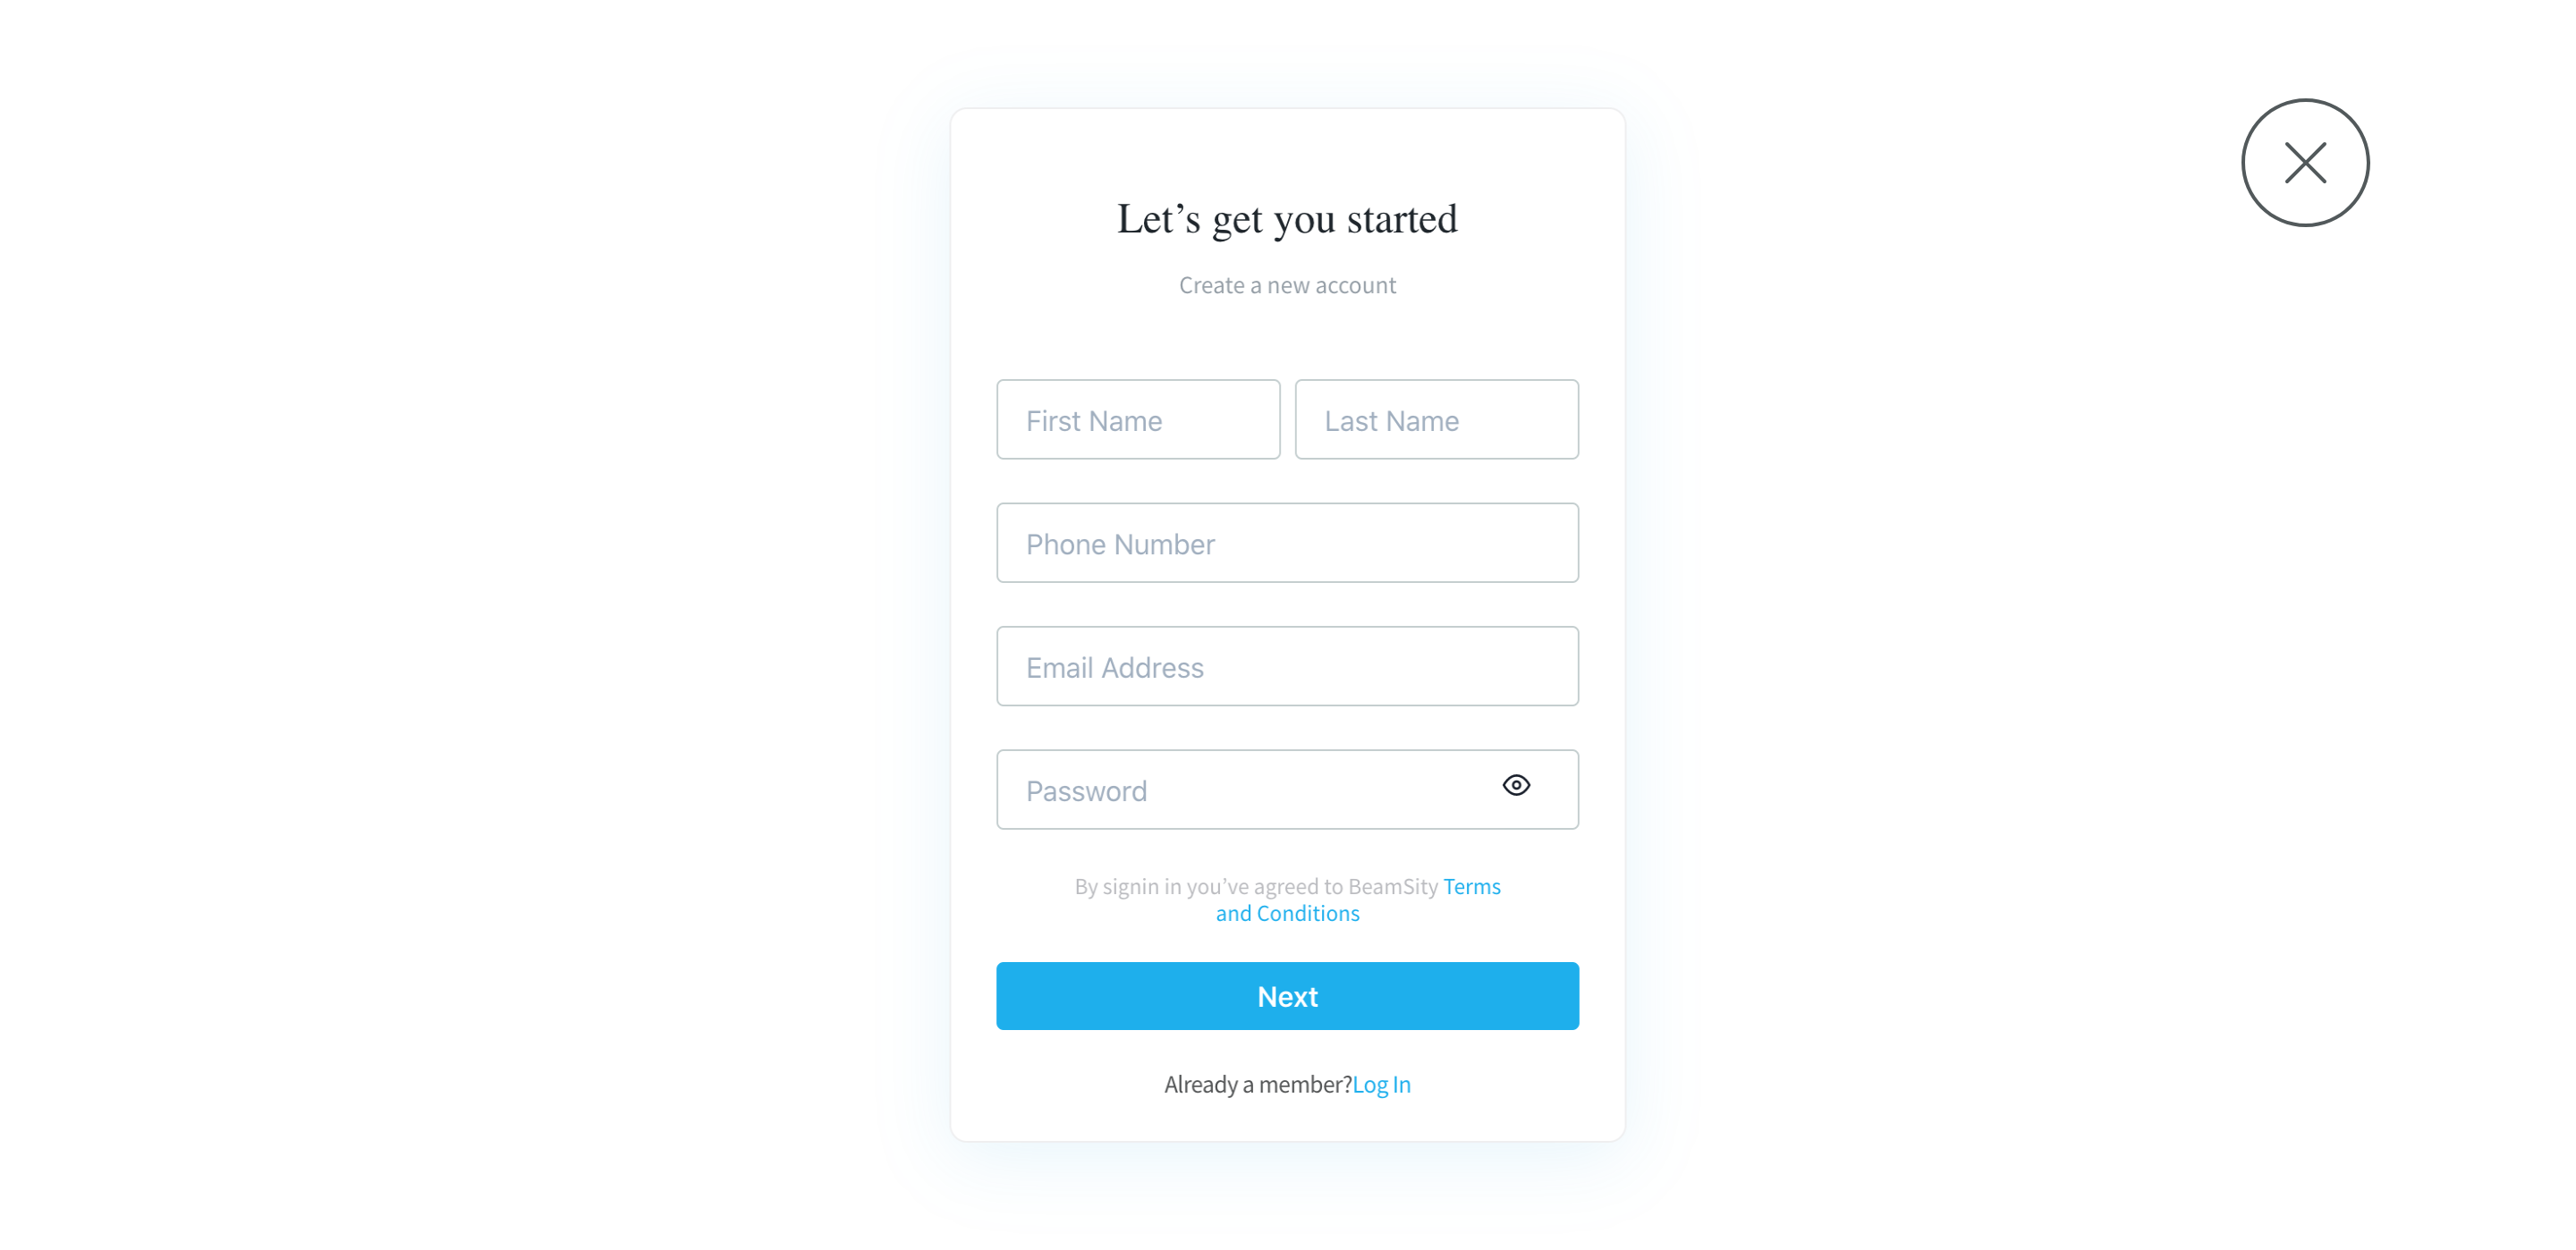 Let’s get you started
Create a new account
First Name
Last Name
Phone Number
Email Address
Password
By signin in you’ve agreed to BeamSity Terms
and Conditions
Next
Already a member?Log In